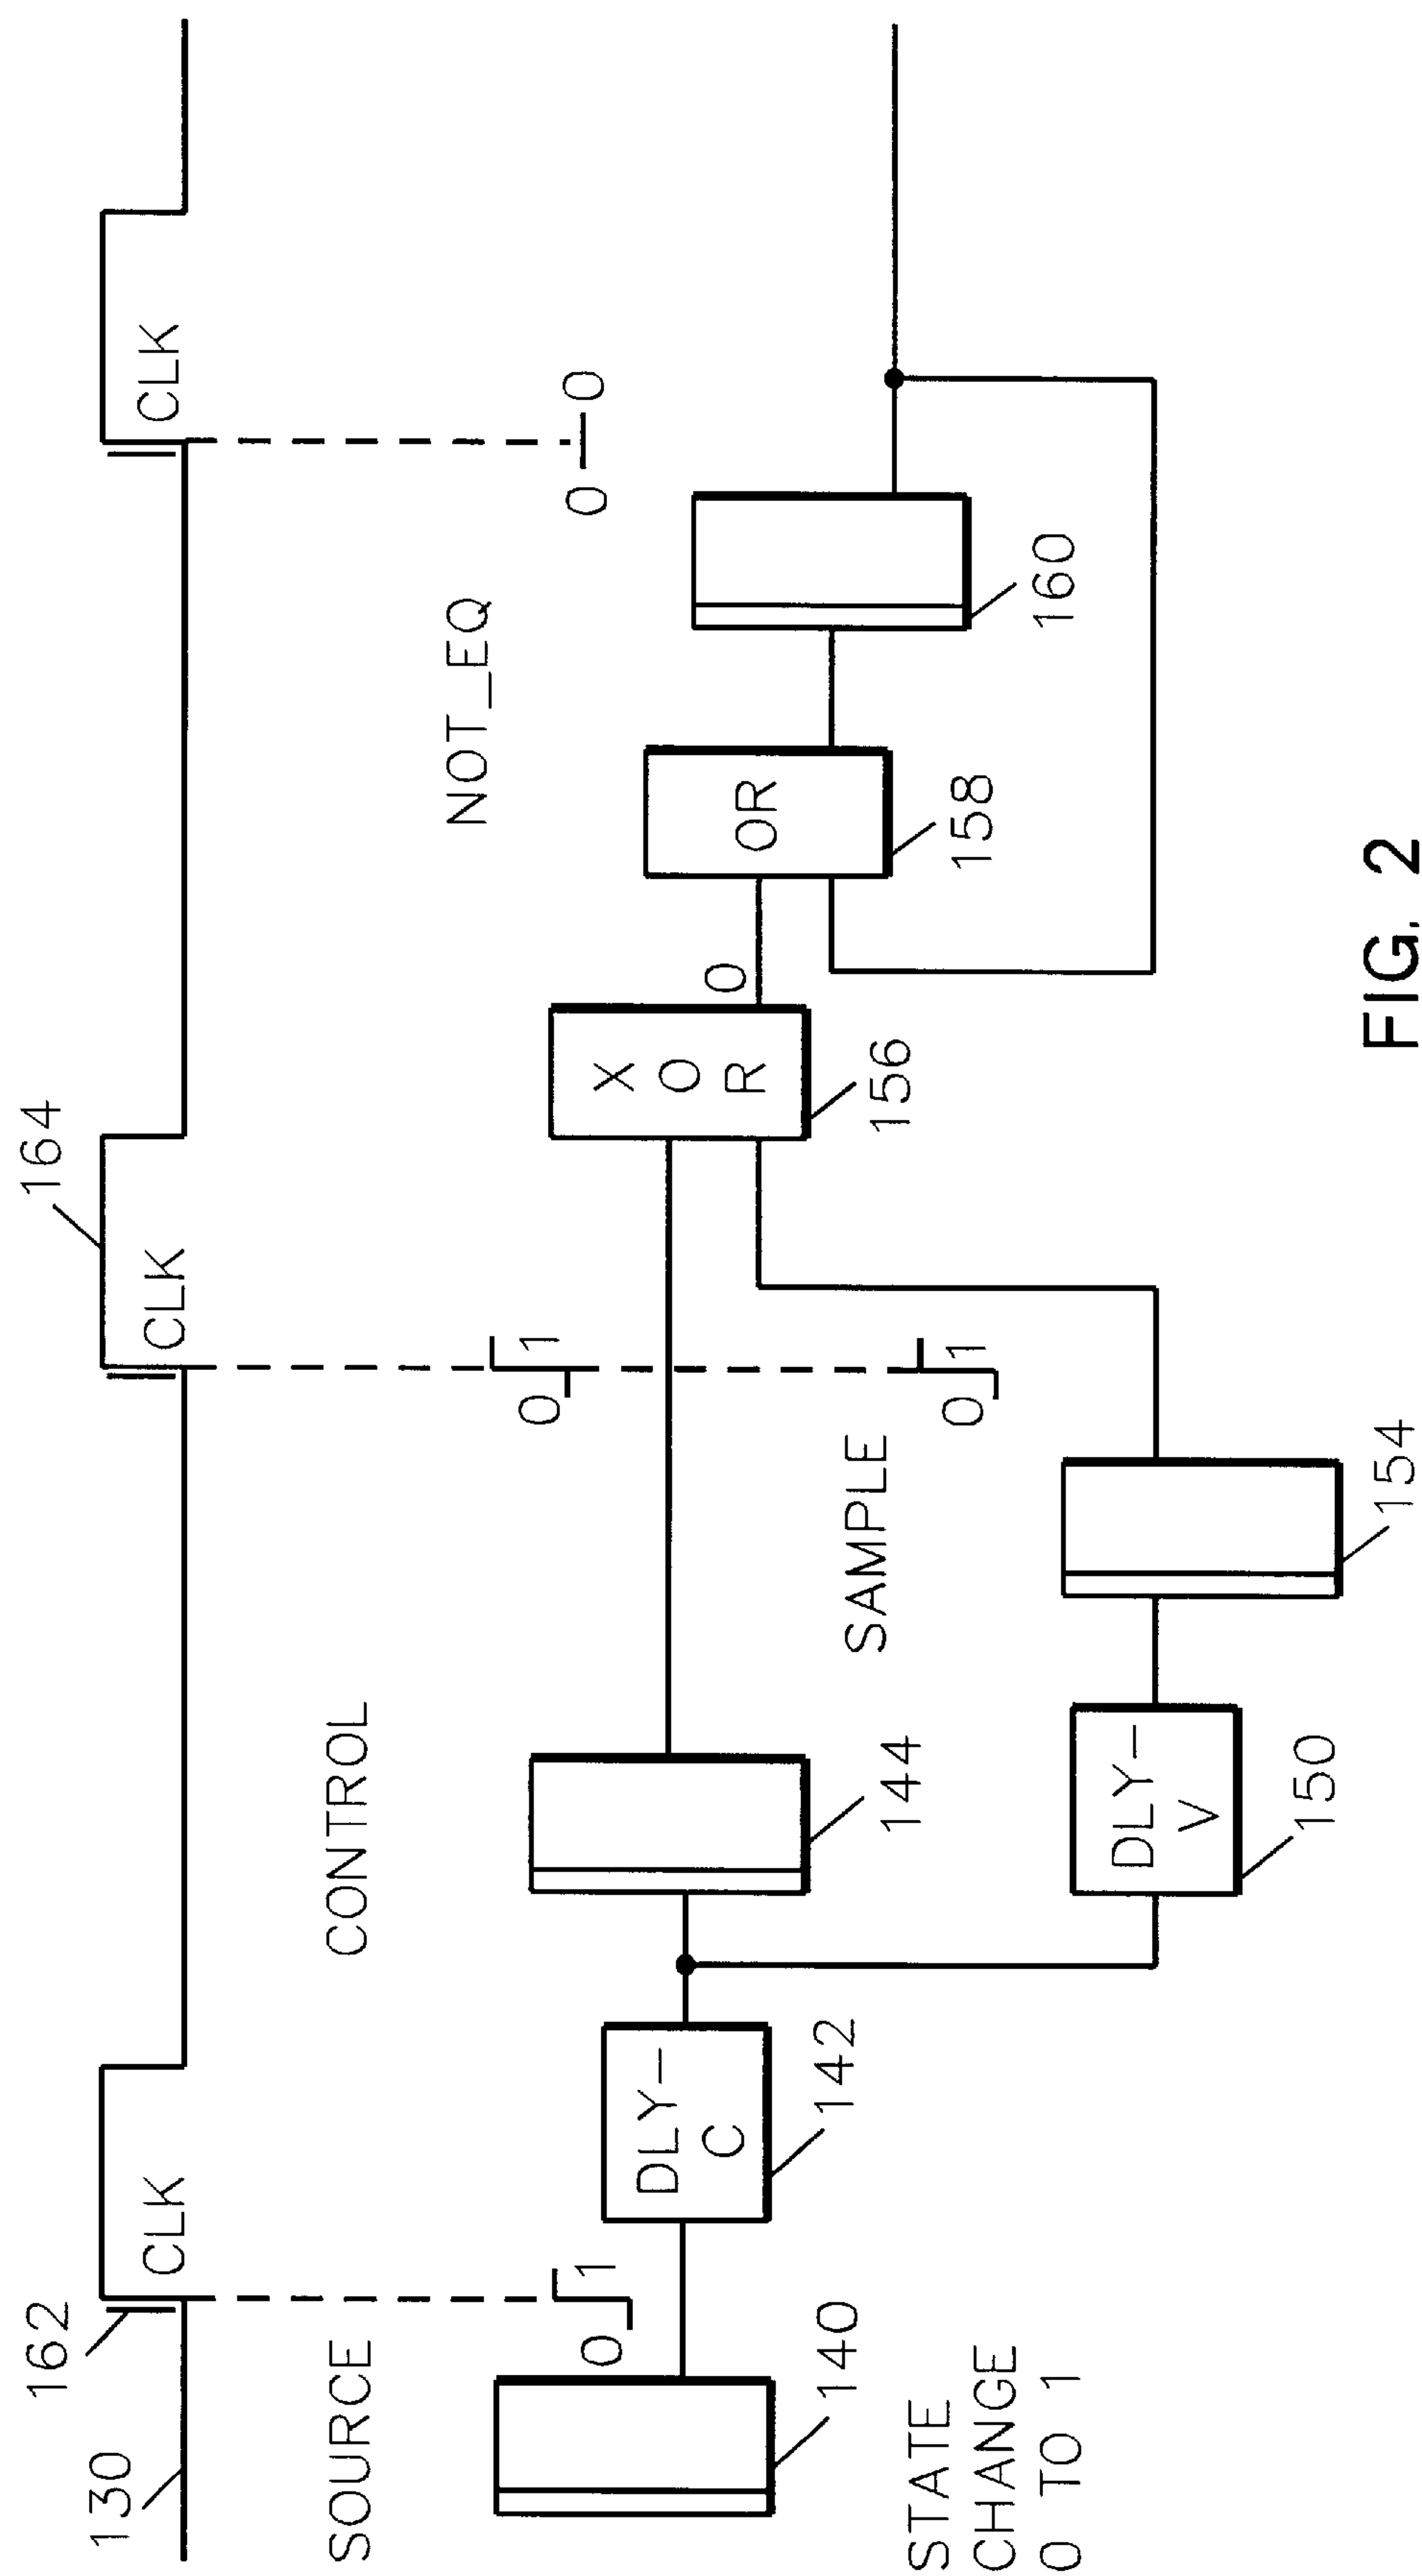 162
164
130
CLK
CLK
CLK
SOURCE
CONTROL
NOT_EQ
0
1
0
1
0
0
DLY-
C
142
140
144
X
O
R
0
156
OR
158
160
STATE
CHANGE
0 TO 1
SAMPLE
0
1
DLY-
V
150
154
FIG. 2